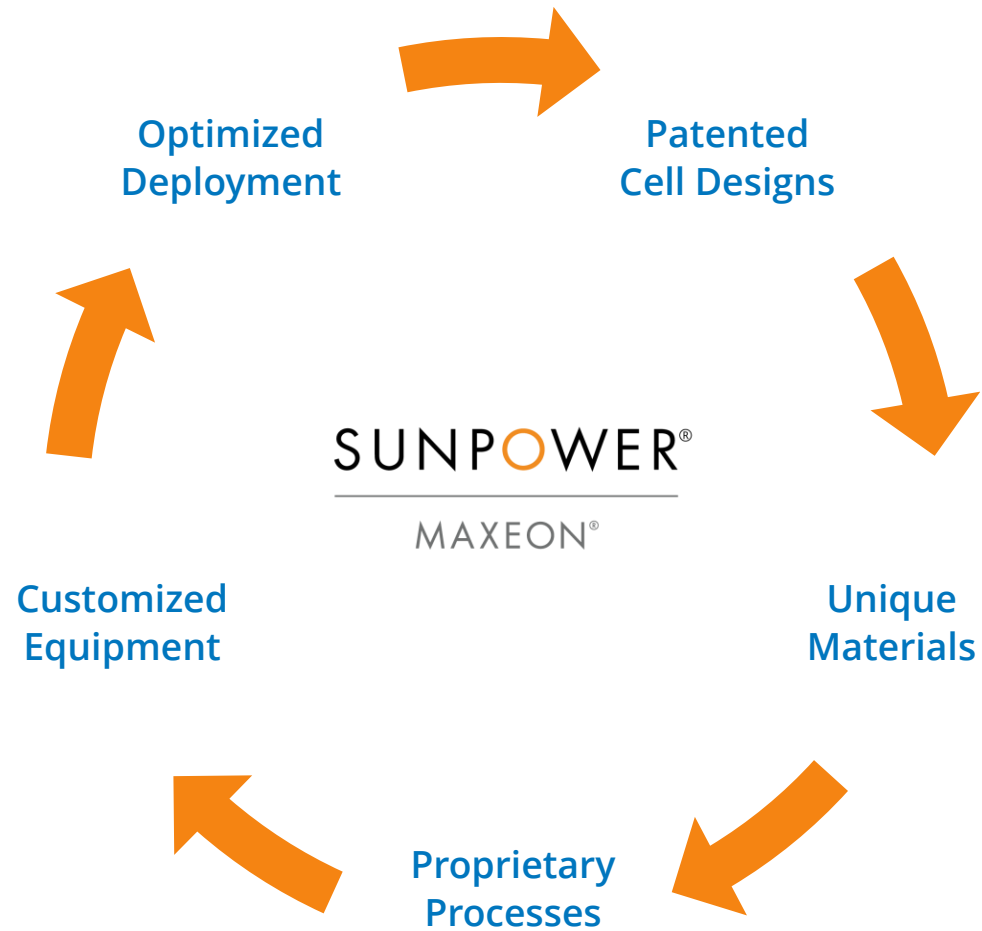 Optimized
Deployment
Patented
Cell Designs
SUNPOWER®
MAXEON®
Customized
Equipment
Unique
Materials
Proprietary
Processes